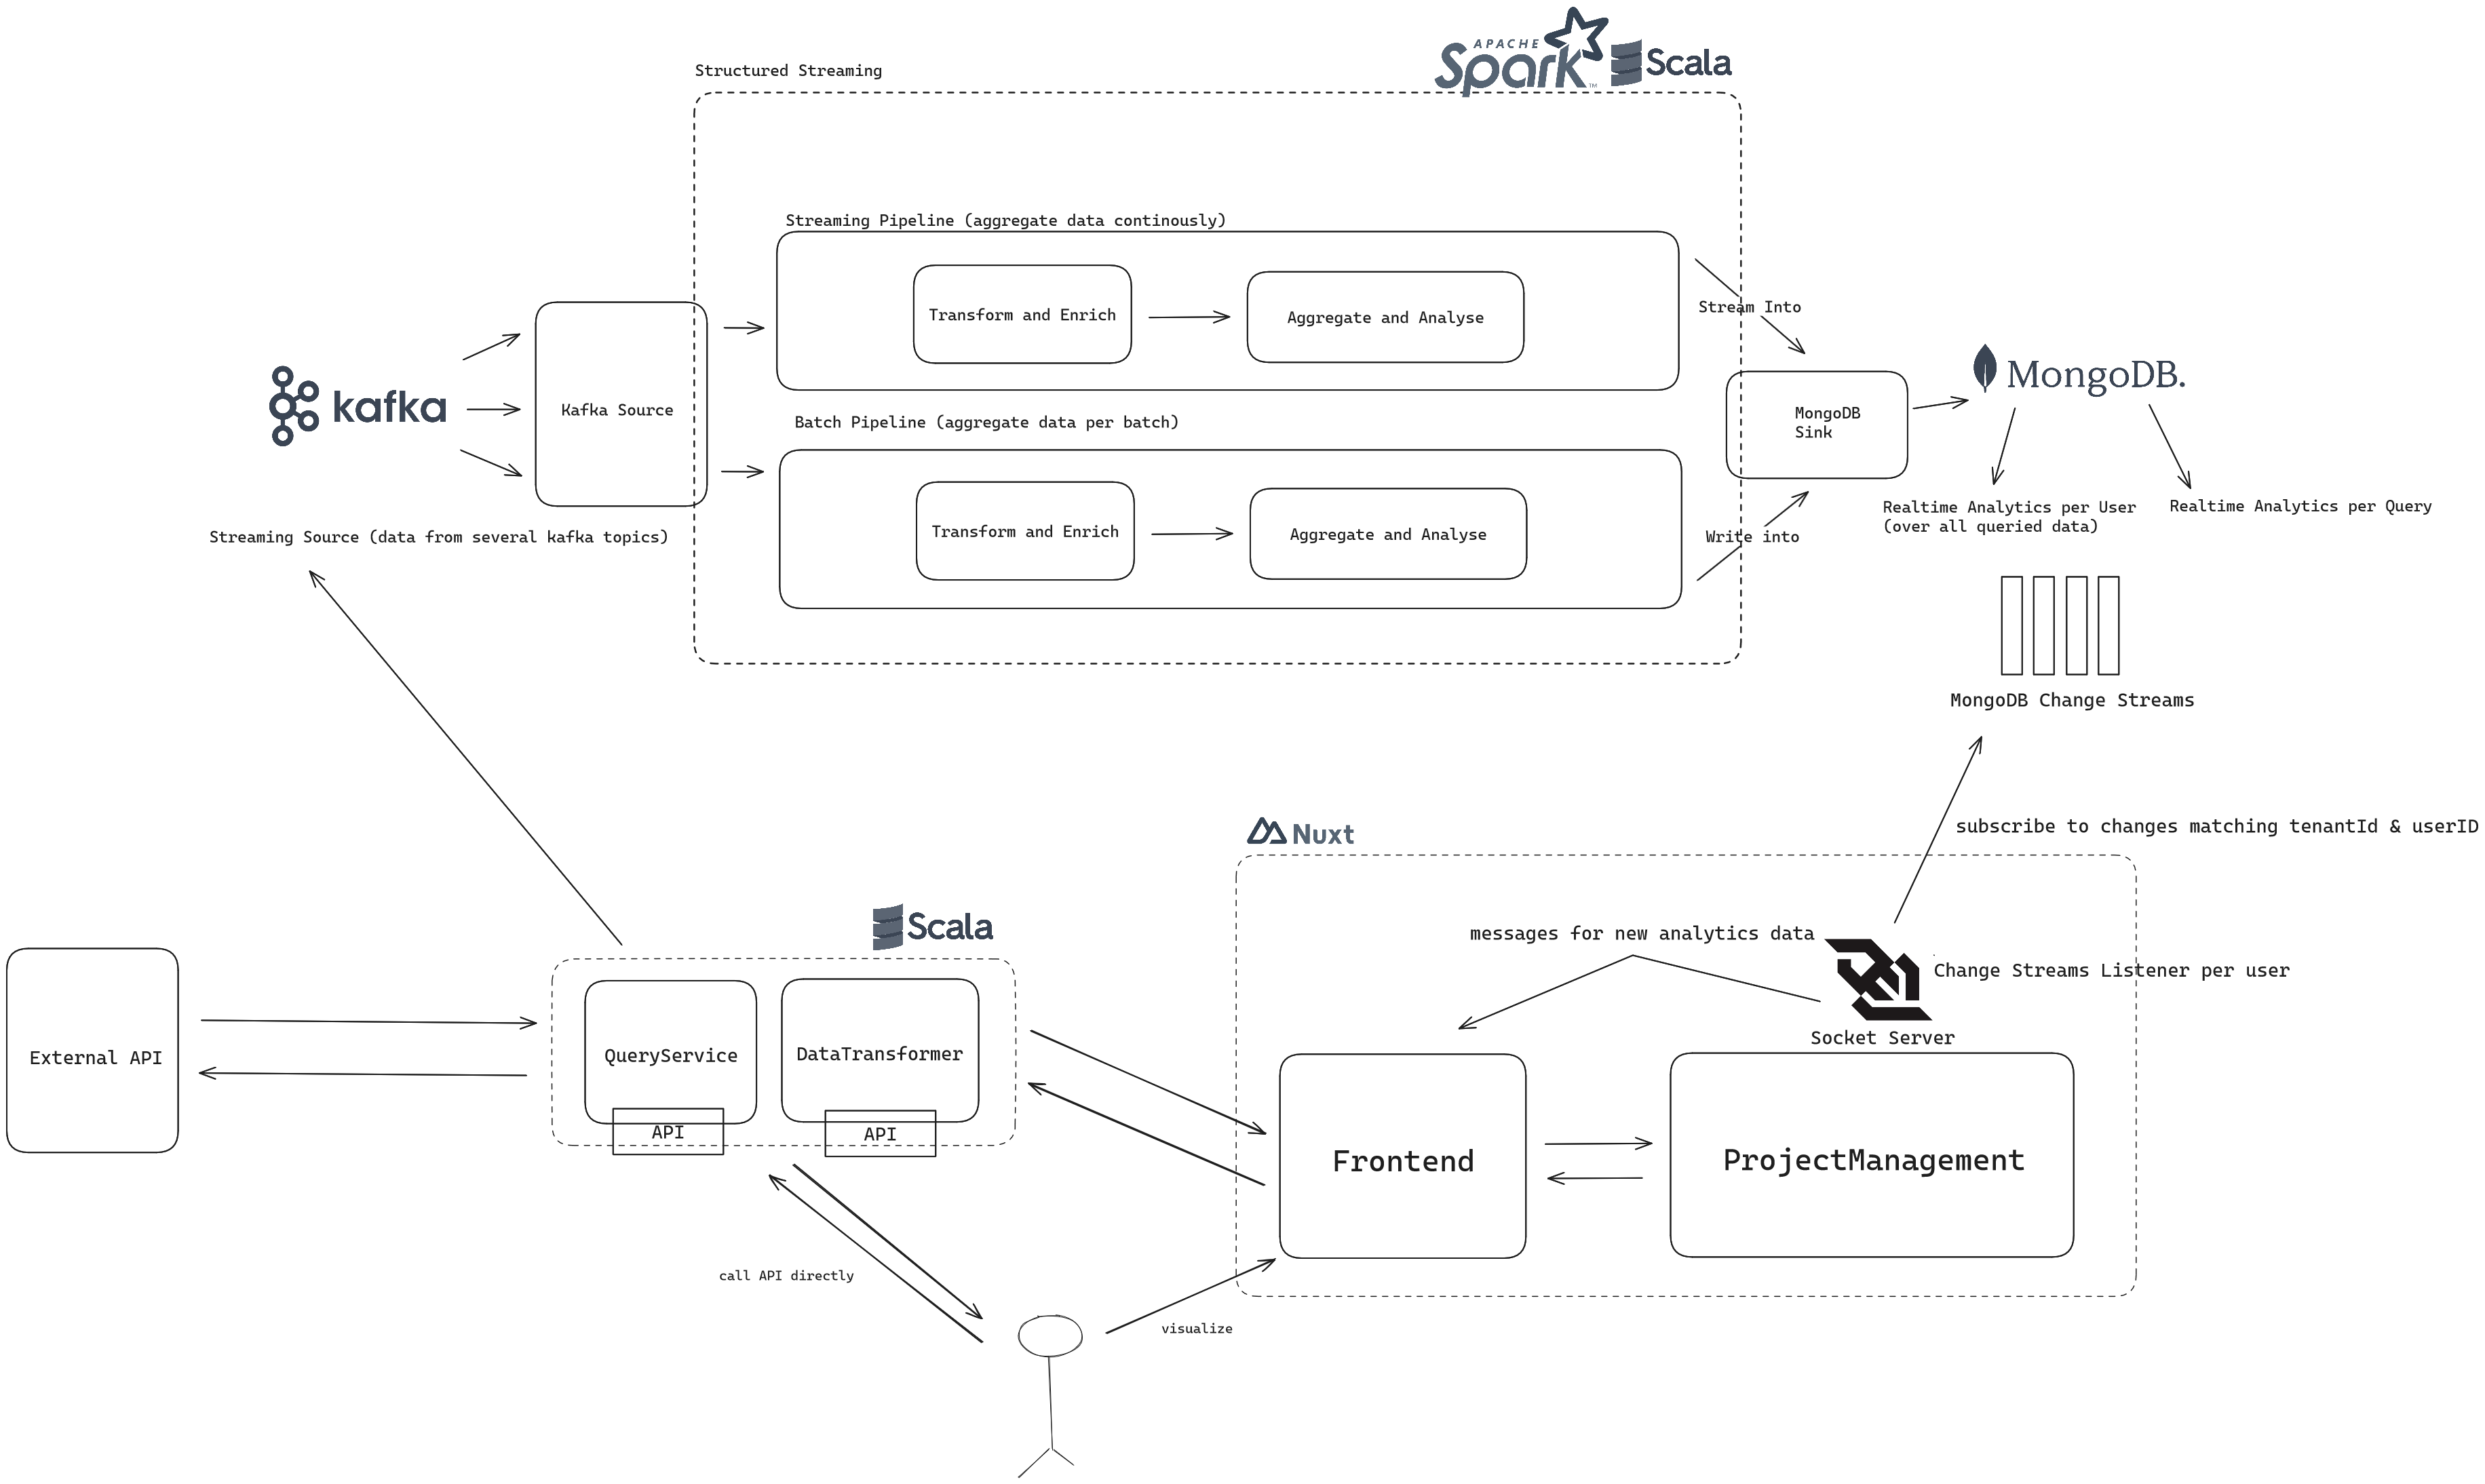 APACHE
Spark™
Scala
Structured Streaming
Streaming Pipeline (aggregate data continously)
Transform and Enrich
Aggregate and Analyse
Stream Into
kafka
Kafka Source
Batch Pipeline (aggregate data per batch)
MongoDB
Sink
MongoDB.
Streaming Source (data from several kafka topics)
Transform and Enrich
Aggregate and Analyse
Write into
Realtime Analytics per User
(over all queried data)
Realtime Analytics per Query
MongoDB Change Streams
subscribe to changes matching tenantId & userID
Nuxt
Scala
messages for new analytics data
Change Streams Listener per user
Socket Server
External API
QueryService
DataTransformer
API
API
Frontend
ProjectManagement
call API directly
visualize